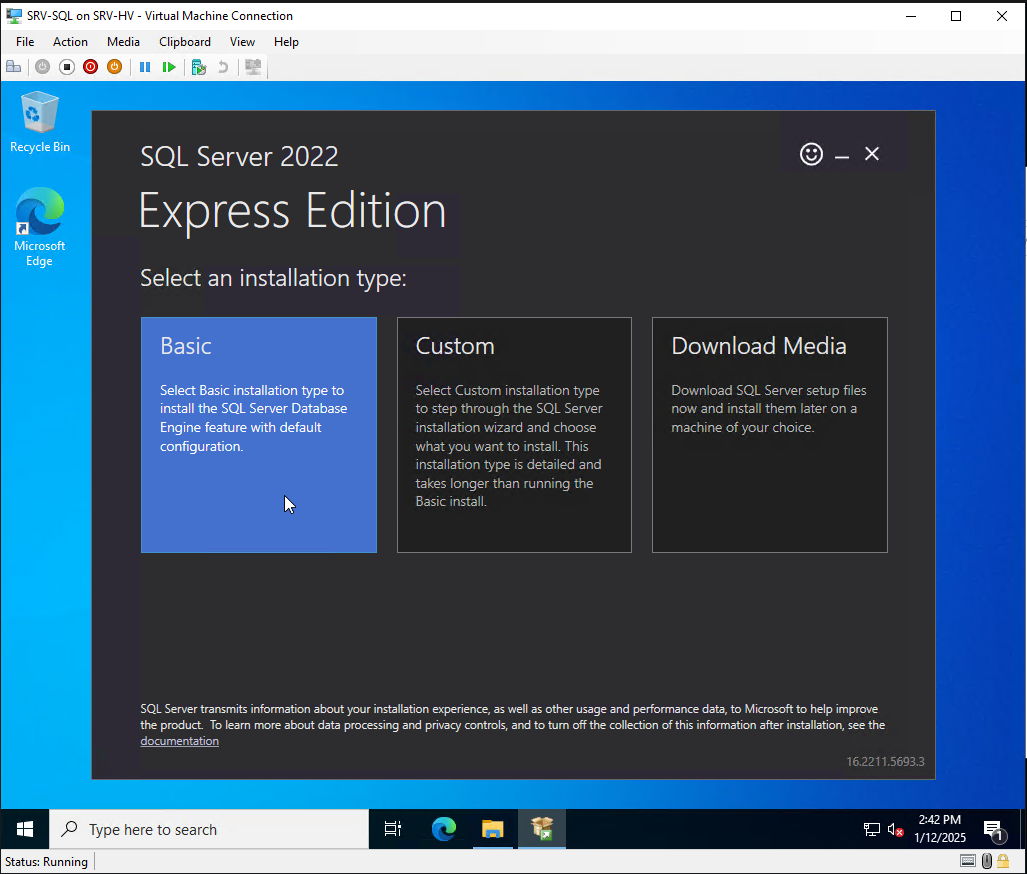 SRV-SQL on SRV-HV - Virtual Machine Connection
File Action Media Clipboard View Help
Recycle Bin
Microsoft
Edge
SQL Server 2022
Express Edition
Select an installation type:
Basic
Select Basic installation type to
install the SQL Server Database
Engine feature with default
configuration.
Custom
Select Custom installation type
to step through the SQL Server
installation wizard and choose
what you want to install. This
installation type is detailed and
takes longer than running the
Basic install.
Download Media
Download SQL Server setup files
now and install them later on a
machine of your choice.
SQL Server transmits information about your installation experience, as well as other usage and performance data, to Microsoft to help improve
the product. To learn more about data processing and privacy controls, and to turn off the collection of this information after installation, see the
documentation
16.2211.5693.3
Type here to search
2:42 PM
1/12/2025
1
Status: Running